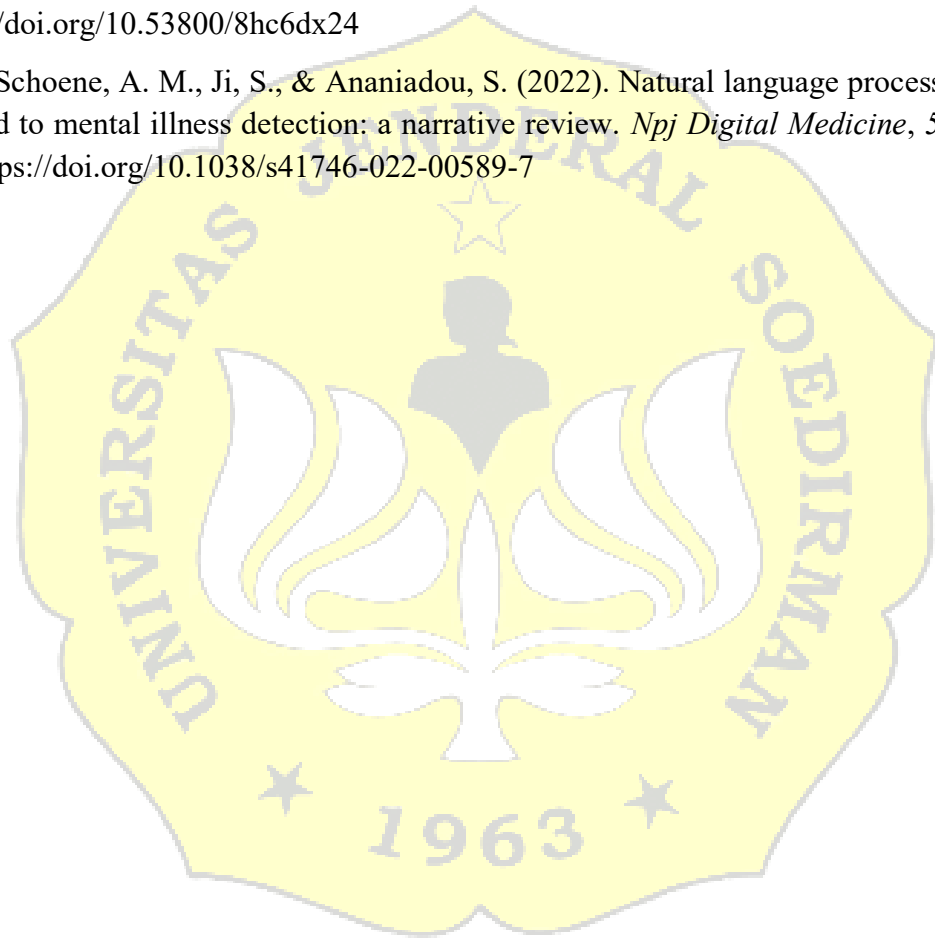 /doi.org/10.53800/8hc6dx24
Schoene, A. M., Ji, S., & Ananiadou, S. (2022). Natural language process
d to mental illness detection: a narrative review. Npj Digital Medicine, 5
ps://doi.org/10.1038/s41746-022-00589-7
UNIVERSITAS JENDERAL SOEDIRMAN
1963